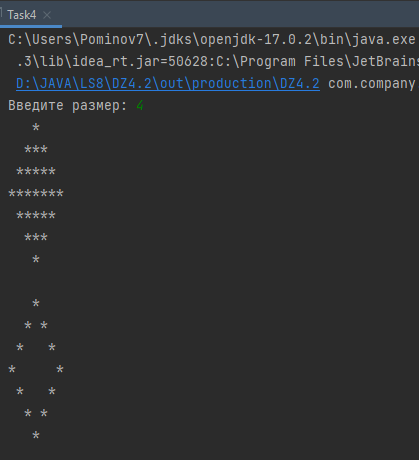 Task4
C:\Users\Pominov7\.jdks\openjdk-17.0.2\bin\java.exe
.3\lib\idea_rt.jar=50628:C:\Program Files\JetBrains
D:\JAVA\LS8\DZ4.2\out\production\DZ4.2 com.company
Введите размер: 4
   *
  ***
 *****
*******
 *****
  ***
   *

   *
  * *
 *   *
*     *
 *   *
  * *
   *